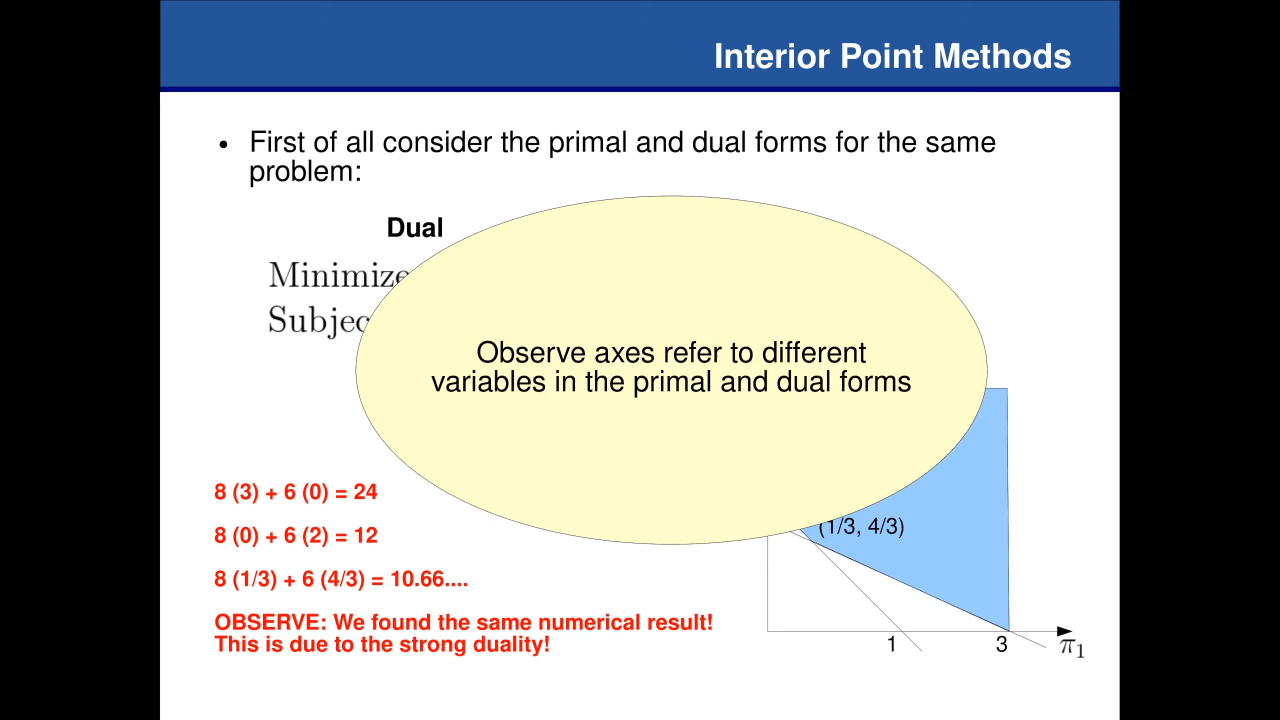 Interior Point Methods
• First of all consider the primal and dual forms for the same
problem:
Dual
Minimize
Subjec
Observe axes refer to different
variables in the primal and dual forms
8 (3) + 6 (0) = 24
8 (0) + 6 (2) = 12
8 (1/3) + 6 (4/3) = 10.66....
OBSERVE: We found the same numerical result!
This is due to the strong duality!
(1/3, 4/3)
1
3
π₁